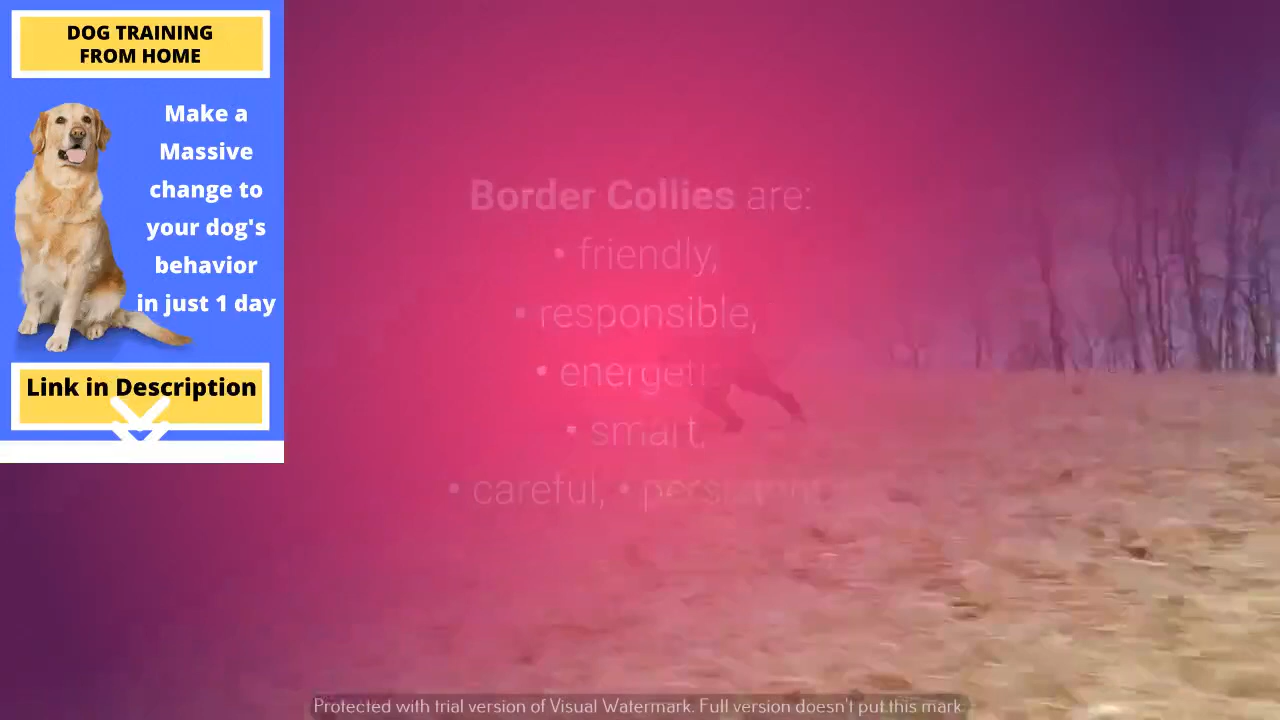 DOG TRAINING
FROM HOME
Make a
Massive
change to
your dog's
behavior
in just 1 day
Link in Description
Border Collies are:
• friendly,
• responsible,
• energetic
• smart,
• careful, • persistent
Protected with trial version of Visual Watermark. Full version doesn't put this mark.